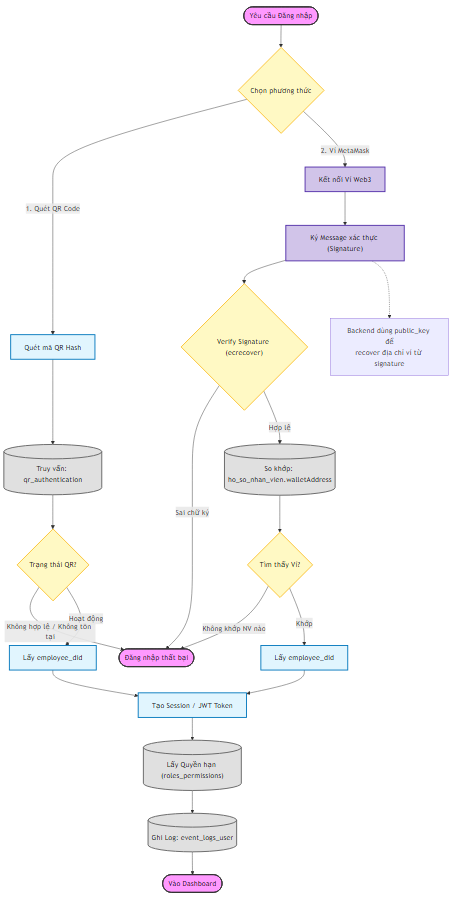 Yêu cầu Đăng nhập
Chọn phương thức
2. Ví MetaMask
Kết nối Ví Web3
1. Quét QR Code
Ký Message xác thực
(Signature)
Quét mã QR Hash
Verify Signature
(ecrecover)
Backend dùng public_key
để
recover địa chỉ ví từ
signature
Hợp lệ
Truy vấn:
qr_authentication
So khớp:
ho_so_nhan_vien.walletAddress
Sai chữ ký
Trạng thái QR?
Tìm thấy Ví?
Hoạt động
Không hợp lệ / Không tồn
tại
Không khớp NV nào
Khớp
Lấy employee_did
Đăng nhập thất bại
Lấy employee_did
Tạo Session / JWT Token
Lấy Quyền hạn
(roles_permissions)
Ghi Log: event_logs_user
Vào Dashboard